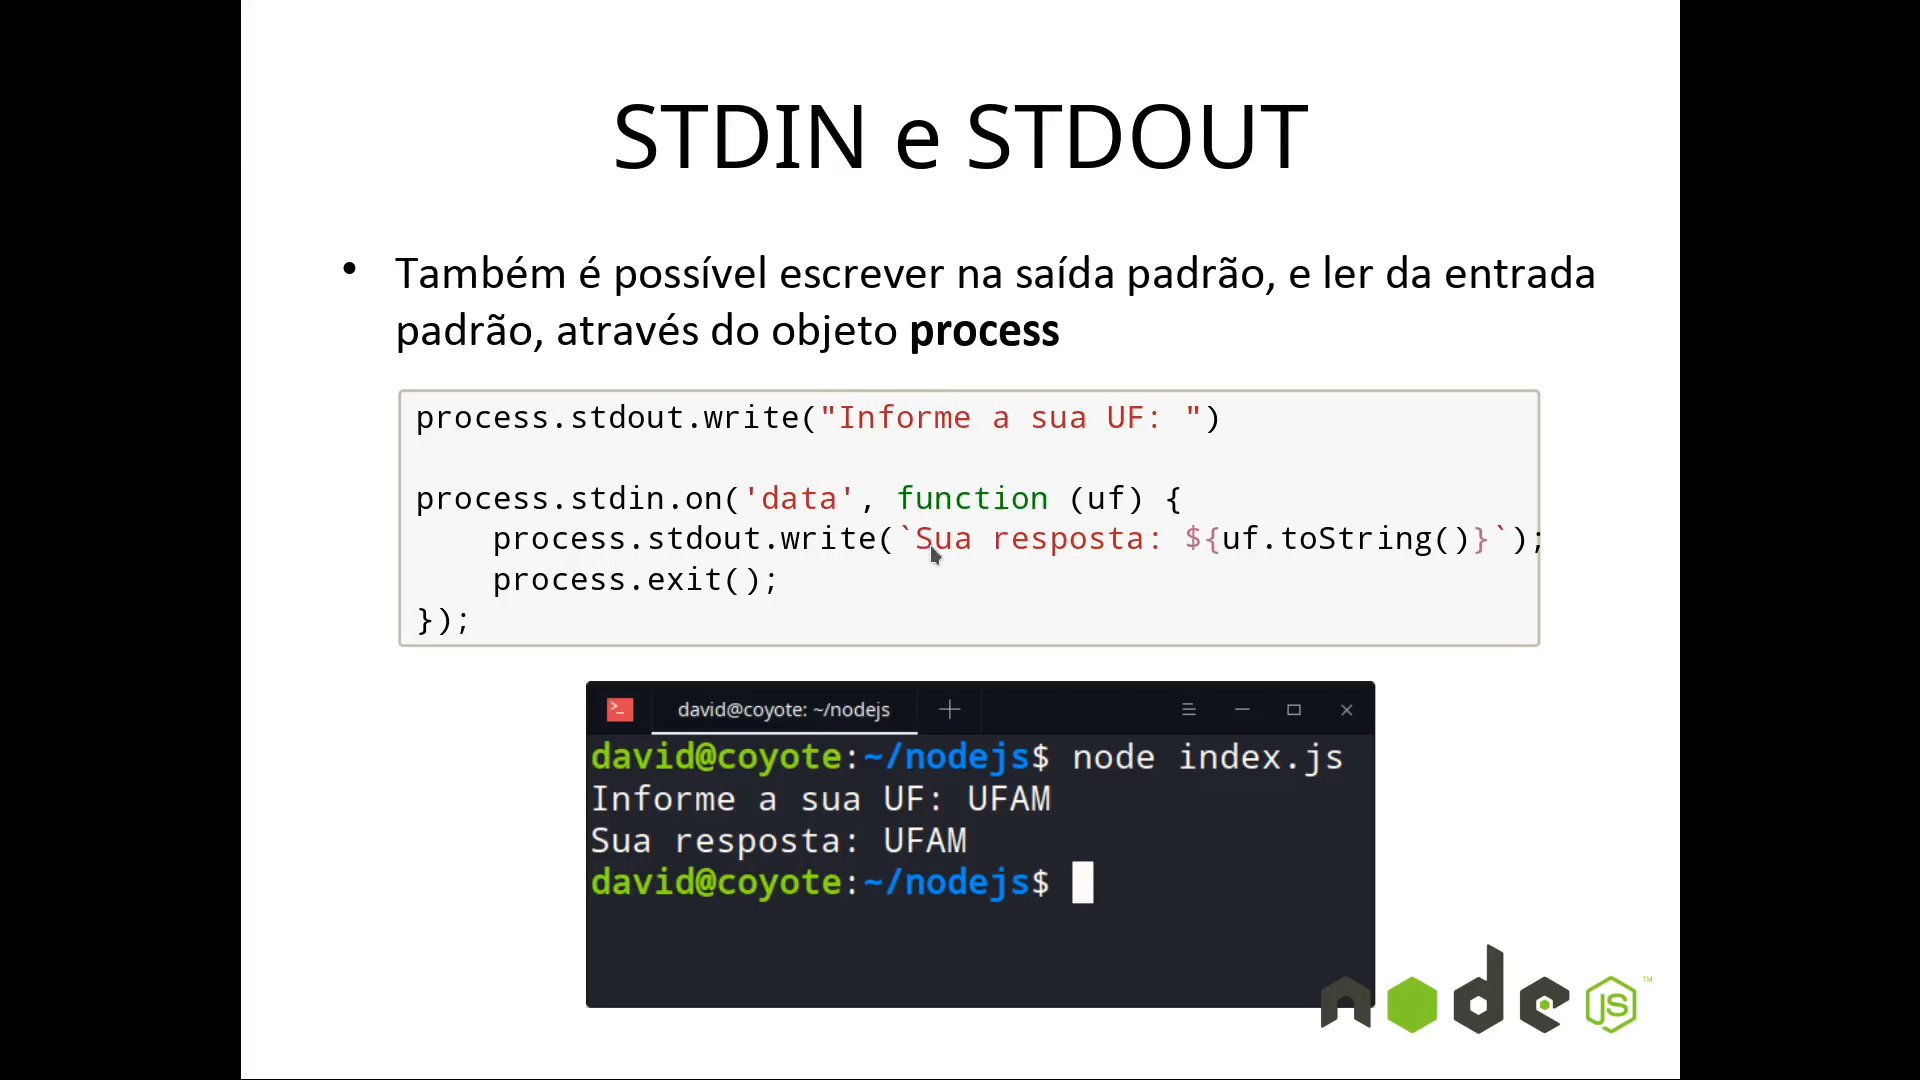 STDIN e STDOUT
• Também é possível escrever na saída padrão, e ler da entrada
padrão, através do objeto process
process.stdout.write("Informe a sua UF: ")
process.stdin.on('data', function (uf) {
    process.stdout.write(`Sua resposta: ${uf.toString()}`);
    process.exit();
});
david@coyote: ~/nodejs
david@coyote:~/nodejs$ node index.js
Informe a sua UF: UFAM
Sua resposta: UFAM
david@coyote:~/nodejs$
node JS ™